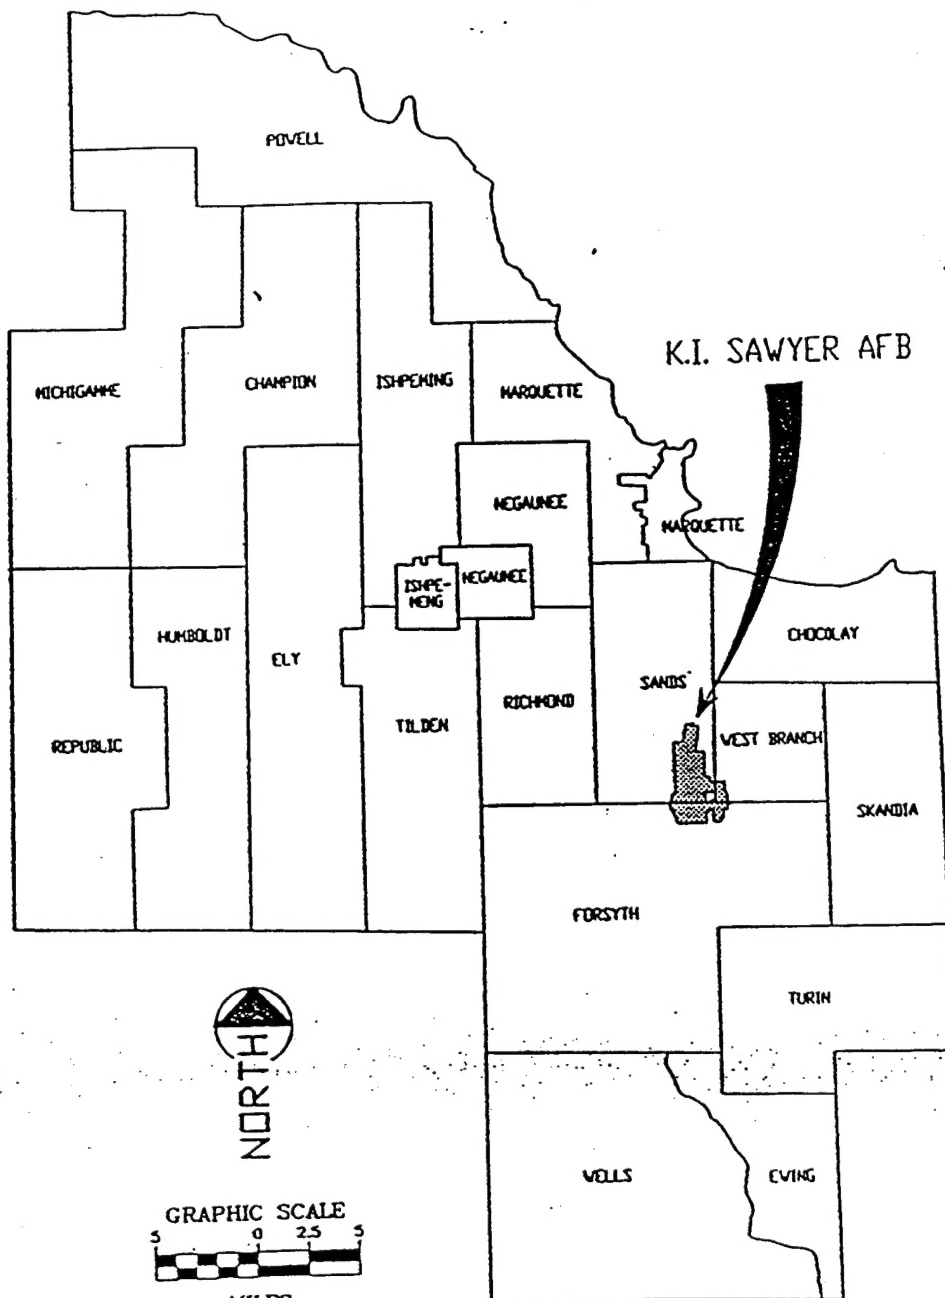 POWELL
K.I. SAWYER AFB
MICHIGAMME
CHAMPION
ISHPEMING
MARQUETTE
NEGAUNEE
MARQUETTE
ISHPE-
MING
NEGAUNEE
HUMBOLDT
ELY
CHOCOLAY
SANDS
RICHMOND
TILDEN
REPUBLIC
WEST BRANCH
SKANDIA
FORSYTH
TURIN
NORTH
WELLS
EWING
GRAPHIC SCALE
5 0 2.5 5
MILES